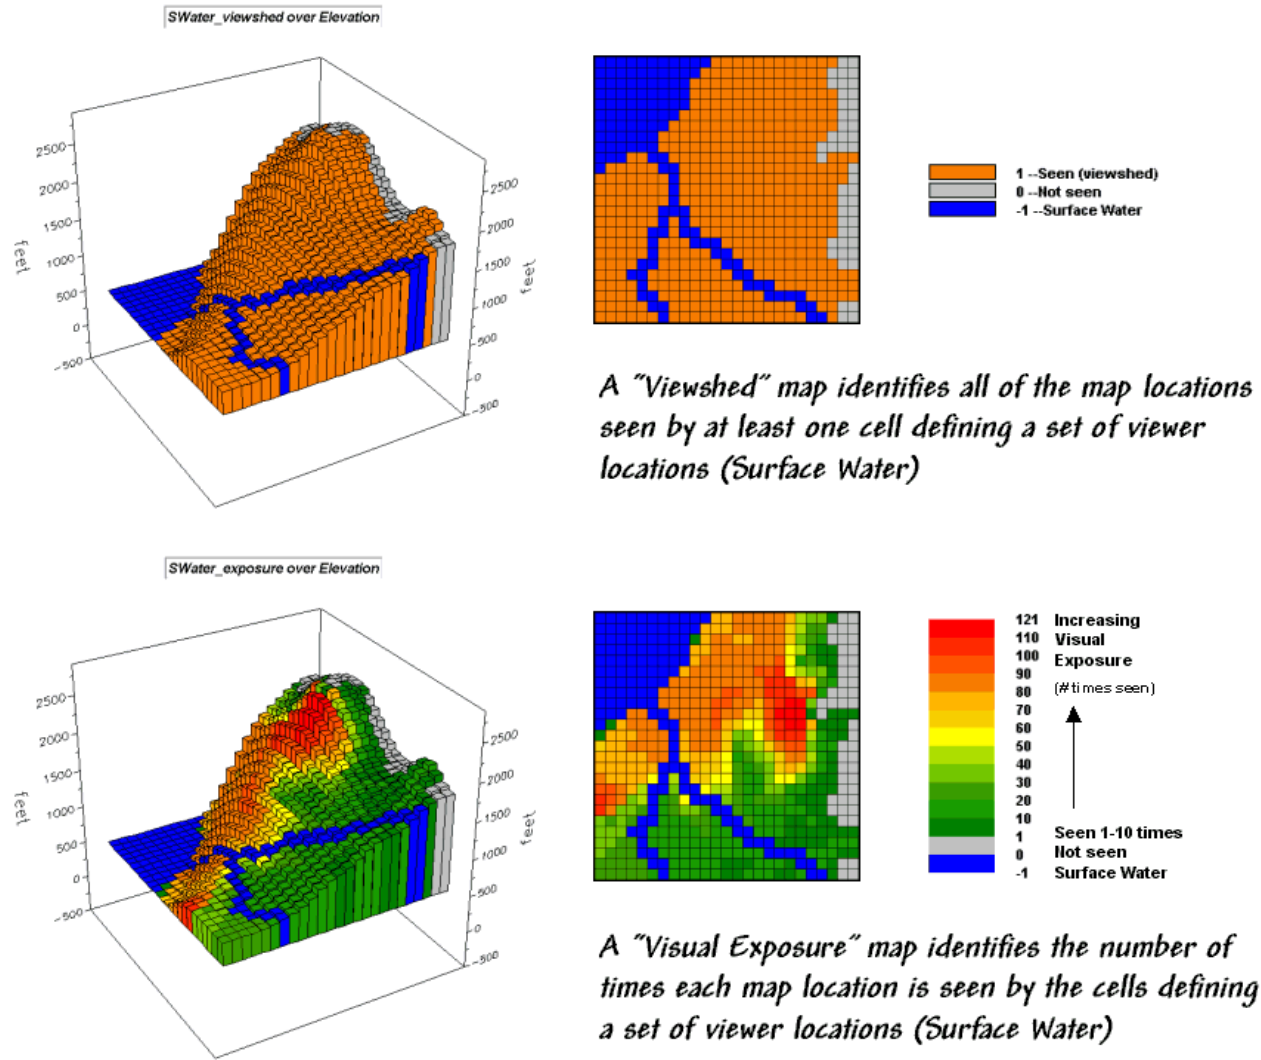 SWater_viewshed over Elevation
2500
2000
1500
1000
500
0
-500
feet
2500
2000
1500
1000
500
0
-500
feet
1 --Seen (viewshed)
0 --Not seen
-1 --Surface Water
A "Viewshed" map identifies all of the map locations
seen by at least one cell defining a set of viewer
locations (Surface Water)
SWater_exposure over Elevation
2500
2000
1500
1000
500
0
-500
feet
2500
2000
1500
1000
500
0
-500
feet
121 Increasing
110 Visual
100 Exposure
90
(# times seen)
80
70
60
50
40
30
20
10
1 Seen 1-10 times
0 Not seen
-1 Surface Water
A "Visual Exposure" map identifies the number of
times each map location is seen by the cells defining
a set of viewer locations (Surface Water)